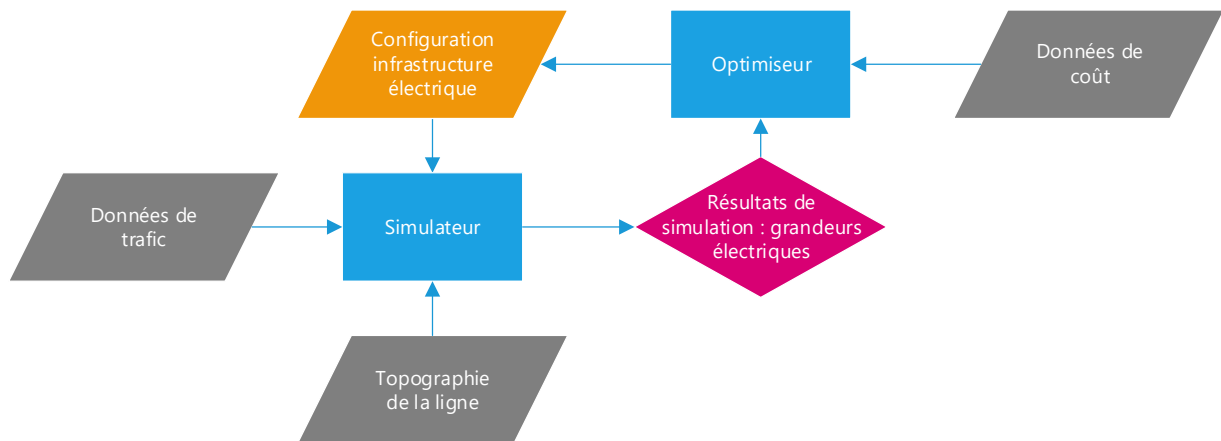 Configuration
infrastructure
électrique
Optimiseur
Données de
coût
Données de
trafic
Simulateur
Résultats de
simulation : grandeurs
électriques
Topographie
de la ligne